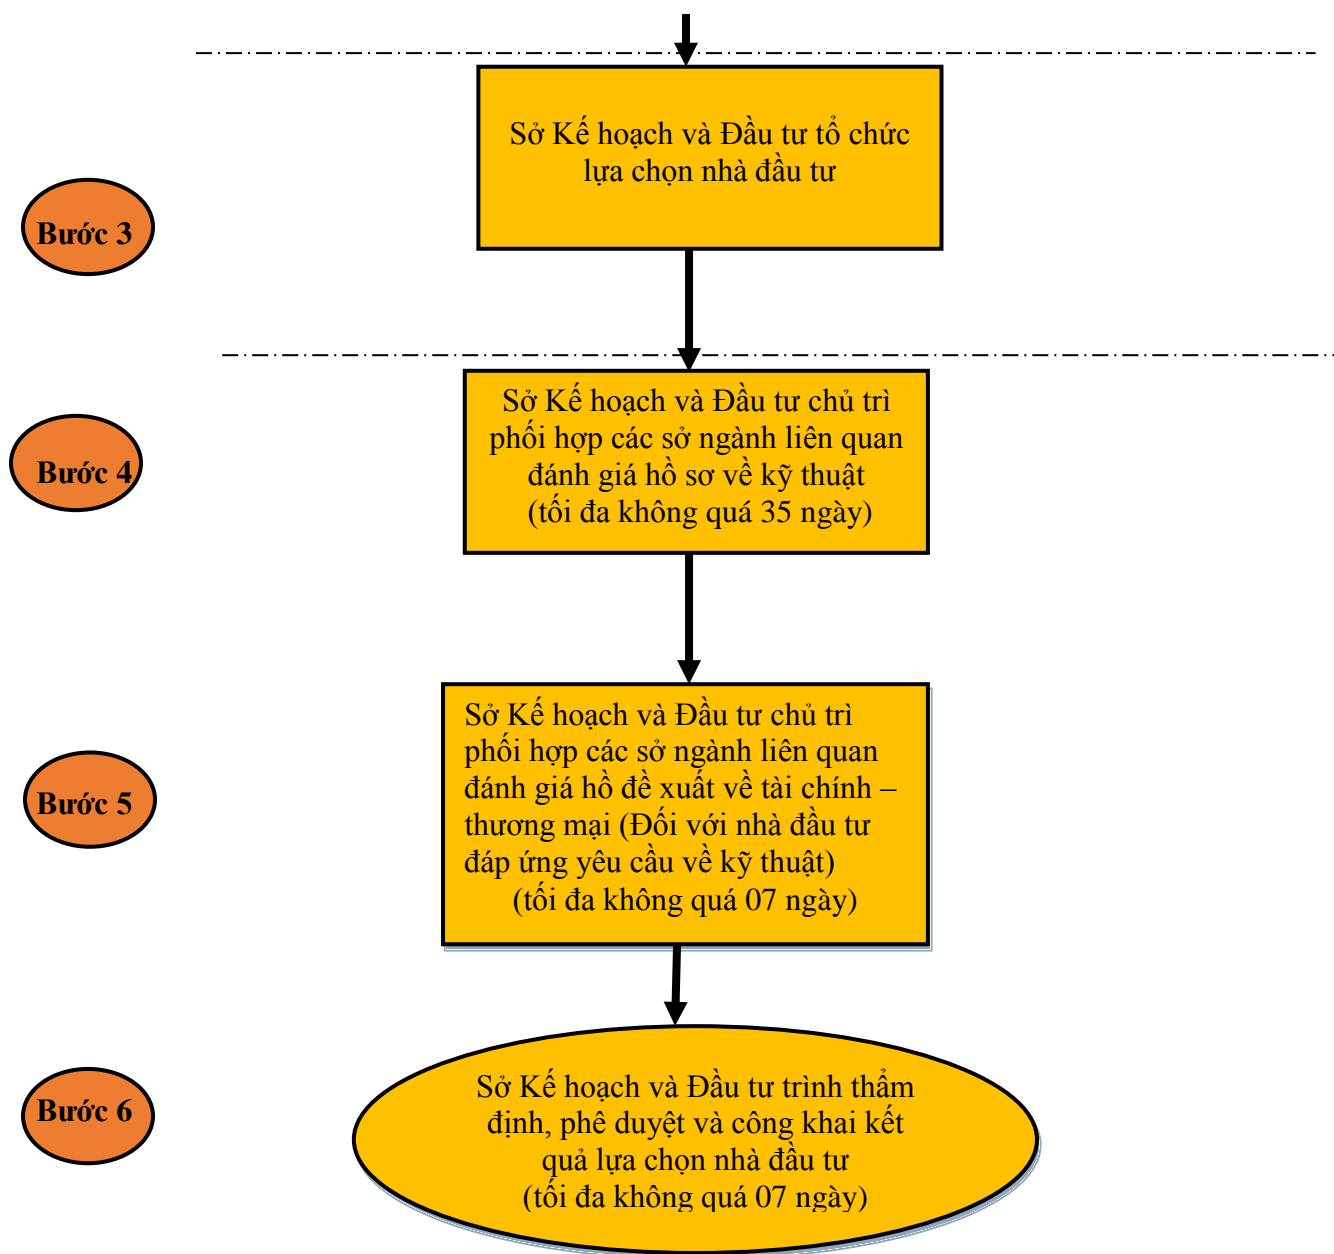 Sở Kế hoạch và Đầu tư tổ chức
lựa chọn nhà đầu tư
Bước 3
Sở Kế hoạch và Đầu tư chủ trì
phối hợp các sở ngành liên quan
đánh giá hồ sơ về kỹ thuật
(tối đa không quá 35 ngày)
Bước 4
Sở Kế hoạch và Đầu tư chủ trì
phối hợp các sở ngành liên quan
đánh giá hồ đề xuất về tài chính –
thương mại (Đối với nhà đầu tư
đáp ứng yêu cầu về kỹ thuật)
(tối đa không quá 07 ngày)
Bước 5
Sở Kế hoạch và Đầu tư trình thẩm
định, phê duyệt và công khai kết
quả lựa chọn nhà đầu tư
(tối đa không quá 07 ngày)
Bước 6